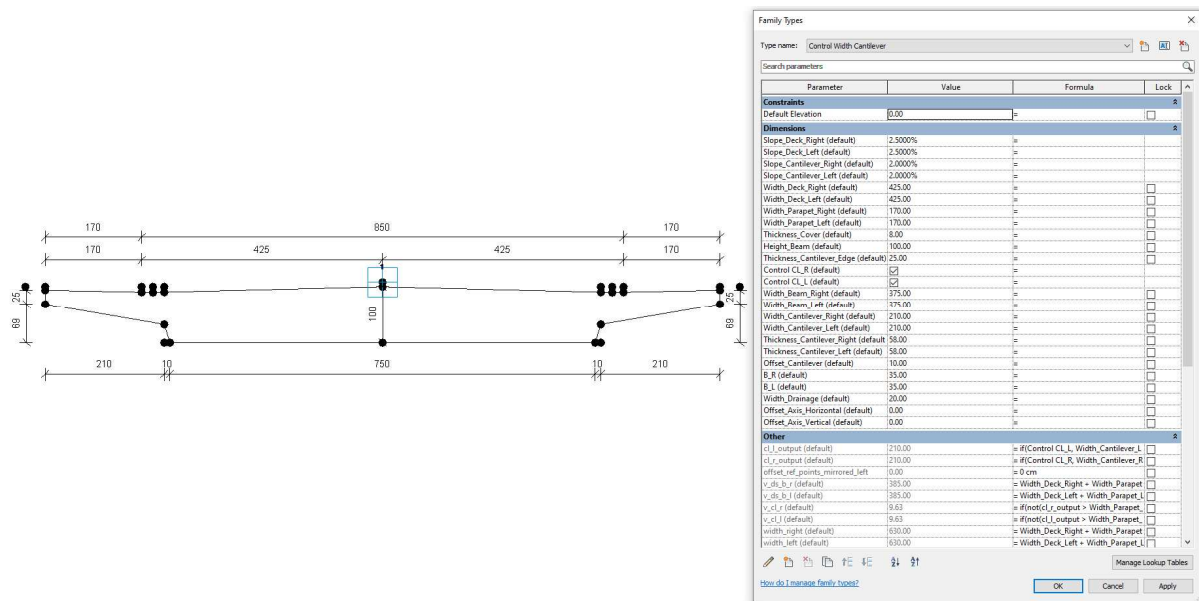 170
850
170
170
425
425
170
1
25
69
100
25
69
210
10
750
10
210
Family Types
Type name: Control Width Cantilever
Search parameters
Parameter Value Formula Lock
Constraints
Default Elevation 0.00 =
Dimensions
Slope_Deck_Right (default) 2.5000% =
Slope_Deck_Left (default) 2.5000% =
Slope_Cantilever_Right (default) 2.0000% =
Slope_Cantilever_Left (default) 2.0000% =
Width_Deck_Right (default) 425.00 =
Width_Deck_Left (default) 425.00 =
Width_Parapet_Right (default) 170.00 =
Width_Parapet_Left (default) 170.00 =
Thickness_Cover (default) 8.00 =
Height_Beam (default) 100.00 =
Thickness_Cantilever_Edge (default) 25.00 =
Control CL_R (default) =
Control CL_L (default) =
Width_Beam_Right (default) 375.00 =
Width_Beam_Left (default) 375.00 =
Width_Cantilever_Right (default) 210.00 =
Width_Cantilever_Left (default) 210.00 =
Thickness_Cantilever_Right (default 58.00 =
Thickness_Cantilever_Left (default) 58.00 =
Offset_Cantilever (default) 10.00 =
B_R (default) 35.00 =
B_L (default) 35.00 =
Width_Drainage (default) 20.00 =
Offset_Axis_Horizontal (default) 0.00 =
Offset_Axis_Vertical (default) 0.00 =
Other
cl_l_output (default) 210.00 = if(Control CL_L, Width_Cantilever_L
cl_r_output (default) 210.00 = if(Control CL_R, Width_Cantilever_R
offset_ref_points_mirrored_left 0.00 = 0 cm
v_ds_b_r (default) 385.00 = Width_Deck_Right + Width_Parapet
v_ds_b_l (default) 385.00 = Width_Deck_Left + Width_Parapet_L
v_cl_r (default) 9.63 = if(not(cl_r_output > Width_Parapet_
v_cl_l (default) 9.63 = if(not(cl_l_output > Width_Parapet_
width_right (default) 630.00 = Width_Deck_Right + Width_Parapet
width_left (default) 630.00 = Width_Deck_Left + Width_Parapet_L
Manage Lookup Tables
How do I manage family types?
OK Cancel Apply